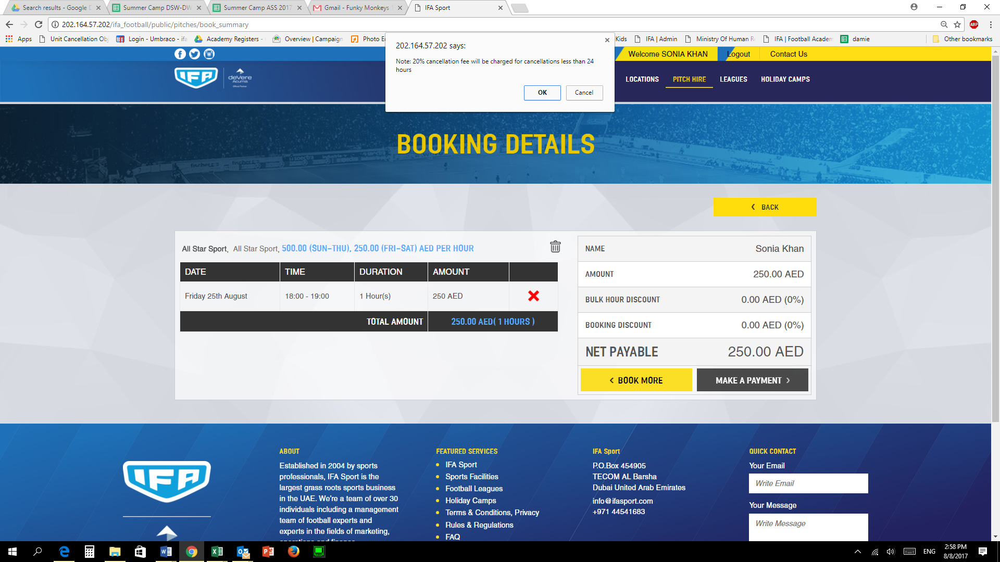 Search results - Google D
Summer Camp DSW-DW
Summer Camp ASS 2017
Gmail - Funky Monkeys
IFA Sport
202.164.57.202/ifa_football/public/pitches/book_summary
ABP
Apps
Unit Cancellation Obj
Login - Umbraco - ifa
Academy Registers -
Overview | Campaign
Photo E
Kids
IFA | Admin
Ministry Of Human R
IFA | Football Academ
damie
Other bookmarks
202.164.57.202 says:
Note: 20% cancellation fee will be charged for cancellations less than 24
hours
OK
Cancel
Welcome SONIA KHAN
Logout
Contact Us
IFA
deVere
Acuma
LOCATIONS
PITCH HIRE
LEAGUES
HOLIDAY CAMPS
BOOKING DETAILS
< BACK
All Star Sport, All Star Sport, 500.00 (SUN-THU), 250.00 (FRI-SAT) AED PER HOUR
DATE TIME DURATION AMOUNT
Friday 25th August 18:00 - 19:00 1 Hour(s) 250 AED
TOTAL AMOUNT 250.00 AED( 1 HOURS )
NAME Sonia Khan
AMOUNT 250.00 AED
BULK HOUR DISCOUNT 0.00 AED (0%)
BOOKING DISCOUNT 0.00 AED (0%)
NET PAYABLE 250.00 AED
< BOOK MORE
MAKE A PAYMENT >
IFA
ABOUT
Established in 2004 by sports
professionals, IFA Sport is the
largest grass roots sports business
in the UAE. We're a team of over 30
individuals including a management
team of football experts and
experts in the fields of marketing,
FEATURED SERVICES
IFA Sport
Sports Facilities
Football Leagues
Holiday Camps
Terms & Conditions, Privacy
Rules & Regulations
FAQ
IFA Sport
P.O.Box 454905
TECOM AL Barsha
Dubai United Arab Emirates
info@ifasport.com
+971 44541683
QUICK CONTACT
Your Email
Write Email
Your Message
Write Message
ENG
2:58 PM
8/8/2017